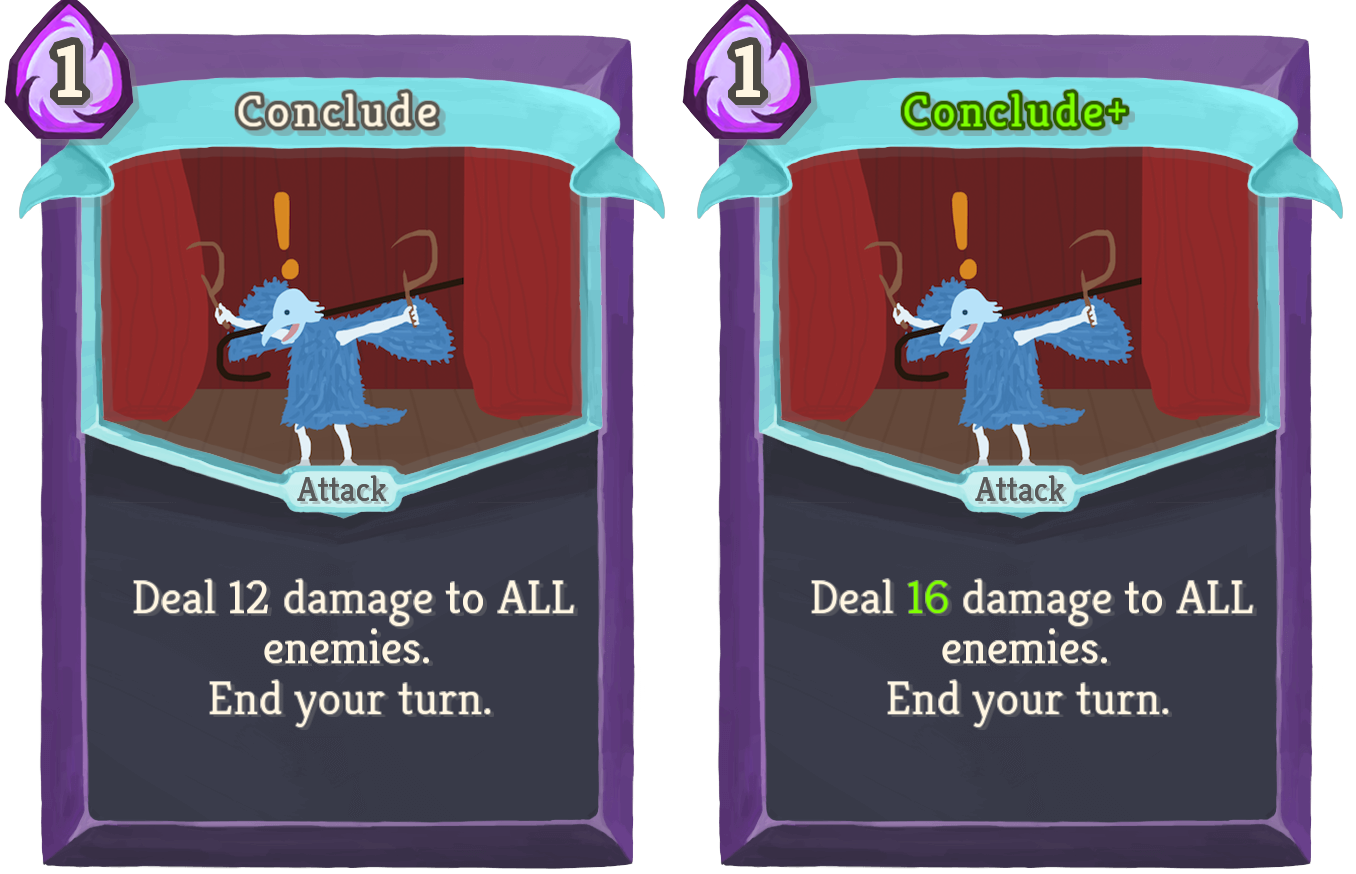 1
Conclude
!
Attack
Deal 12 damage to ALL
enemies.
End your turn.
1
Conclude+
!
Attack
Deal 16 damage to ALL
enemies.
End your turn.